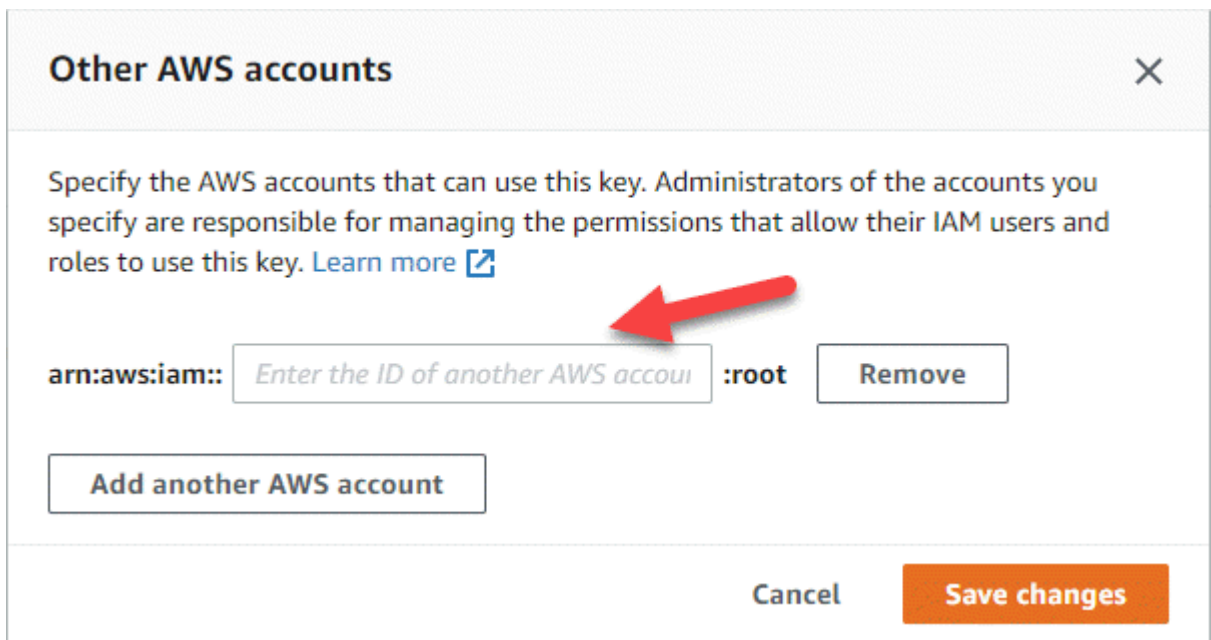 Other AWS accounts
Specify the AWS accounts that can use this key. Administrators of the accounts you
specify are responsible for managing the permissions that allow their IAM users and
roles to use this key. Learn more
arn:aws:iam:: Enter the ID of another AWS accou :root Remove
Add another AWS account
Cancel Save changes